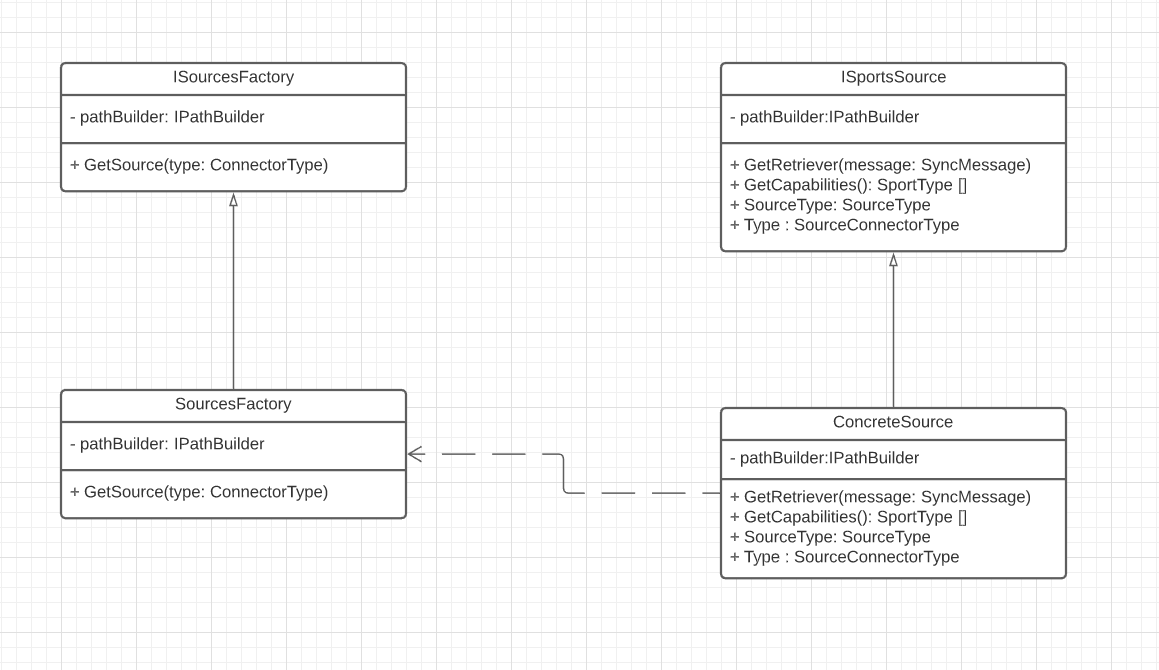 ISourcesFactory
- pathBuilder: IPathBuilder
+ GetSource(type: ConnectorType)
ISportsSource
- pathBuilder:IPathBuilder
+ GetRetriever(message: SyncMessage)
+ GetCapabilities(): SportType []
+ SourceType: SourceType
+ Type : SourceConnectorType
SourcesFactory
- pathBuilder: IPathBuilder
+ GetSource(type: ConnectorType)
ConcreteSource
- pathBuilder:IPathBuilder
+ GetRetriever(message: SyncMessage)
+ GetCapabilities(): SportType []
+ SourceType: SourceType
+ Type : SourceConnectorType